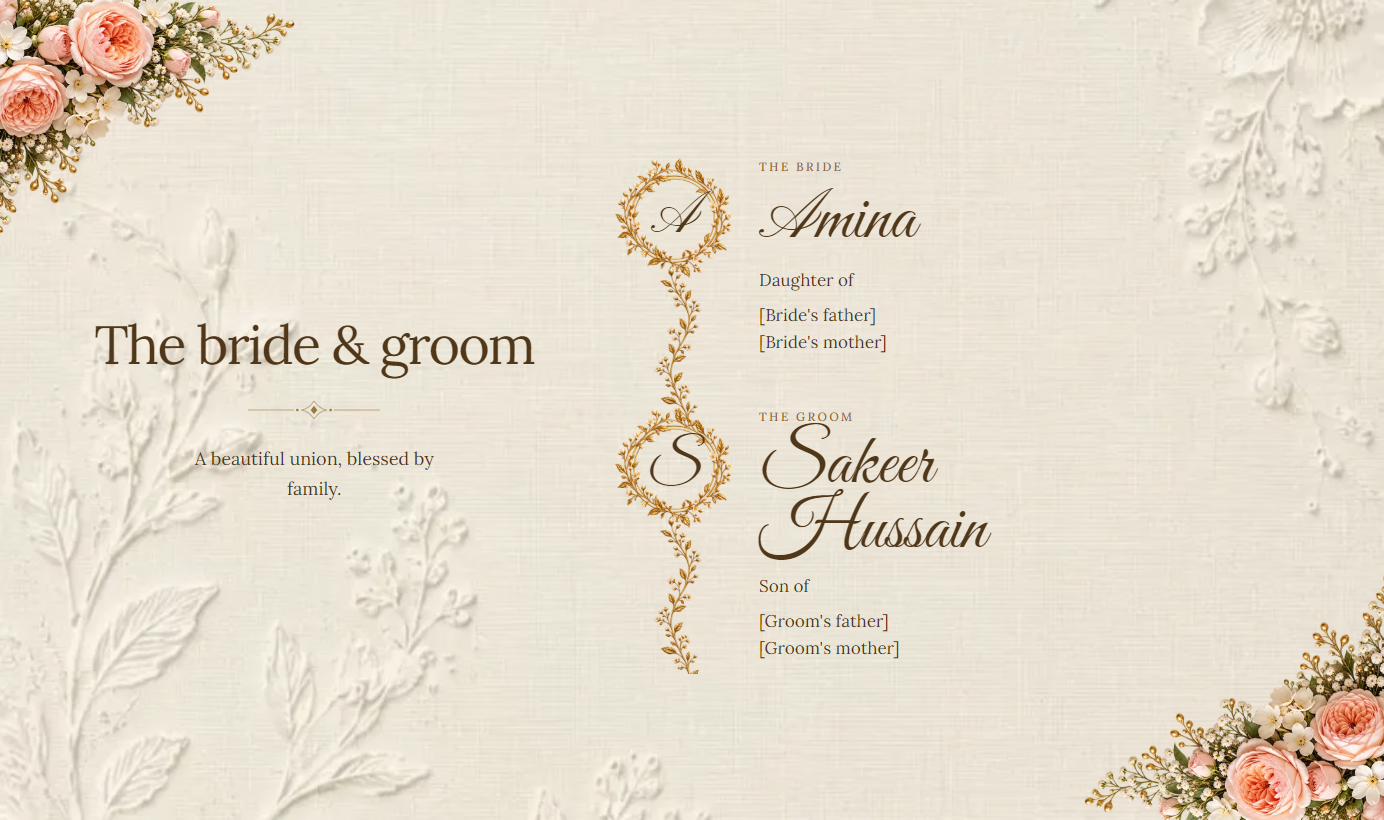 The bride & groom
A beautiful union, blessed by
family.
A
THE BRIDE
Amina
Daughter of
[Bride's father]
[Bride's mother]
S
THE GROOM
Sakeer
Hussain
Son of
[Groom's father]
[Groom's mother]